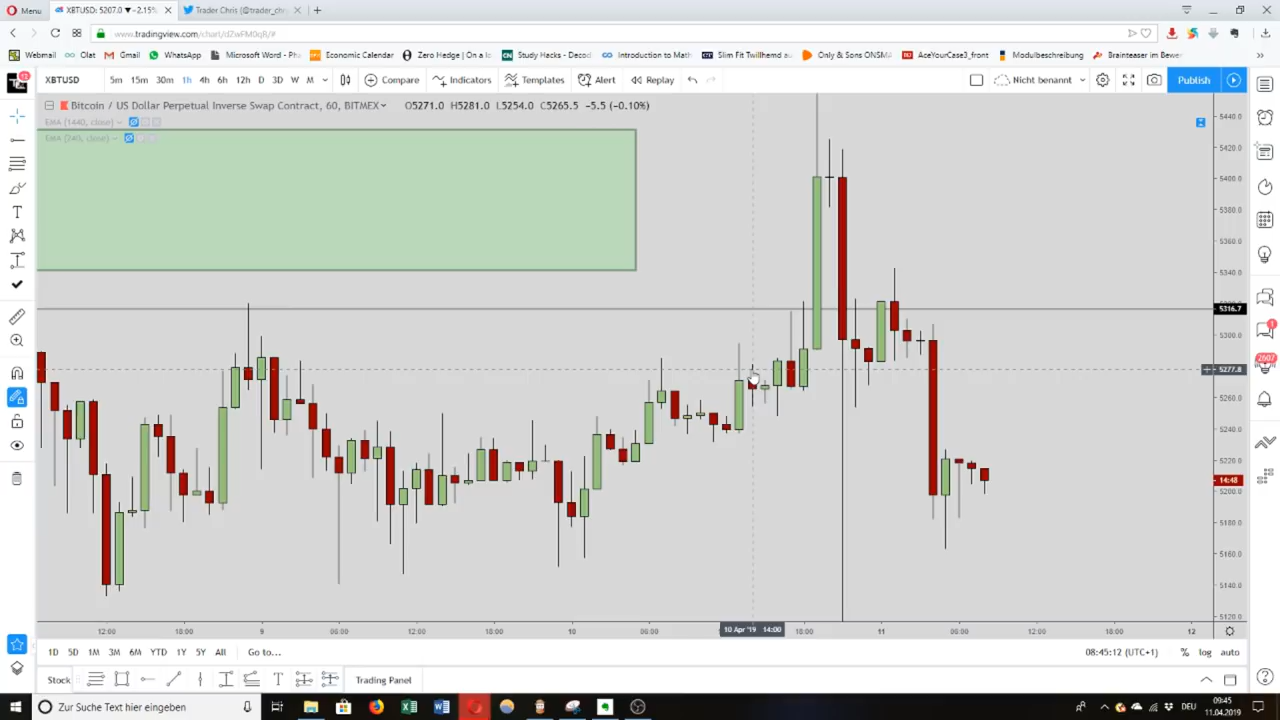 Menu
XBTUSD: 5207.0 ▼−2.15%
Trader.Chris (@trader_chri
www.tradingview.com/chart/dZwFM0qR/#
Webmail
Olat
Gmail
WhatsApp
Microsoft Word - Pha
Economic Calendar
Zero Hedge | On a lo
Study Hacks - Decod
Introduction to Math
Slim Fit Twillhemd au
Only & Sons ONSMA
AceYourCase3_front
Modulbeschreibung
Brainteaser im Bewer
XBTUSD 5m 15m 30m 1h 4h 6h 12h D 3D W M Compare Indicators Templates Alert Replay Nicht benannt Publish
Bitcoin / US Dollar Perpetual Inverse Swap Contract, 60, BITMEX O5271.0 H5281.0 L5254.0 C5265.5 -5.5 (-0.10%)
EMA (1440, close)
EMA (240, close)
5440.0
5420.0
5400.0
5380.0
5360.0
5340.0
5316.7
5300.0
5277.8
5260.0
5240.0
5220.0
14:48
5200.0
5180.0
5160.0
5140.0
5120.0
2607
12:00 18:00 9 06:00 12:00 18:00 10 06:00 10 Apr '19 14:00 18:00 11 06:00 12:00 18:00 12
1D 5D 1M 3M 6M YTD 1Y 5Y All Go to... 08:45:12 (UTC+1) % log auto
Stock Trading Panel
Zur Suche Text hier eingeben
DEU
09:45
11.04.2019